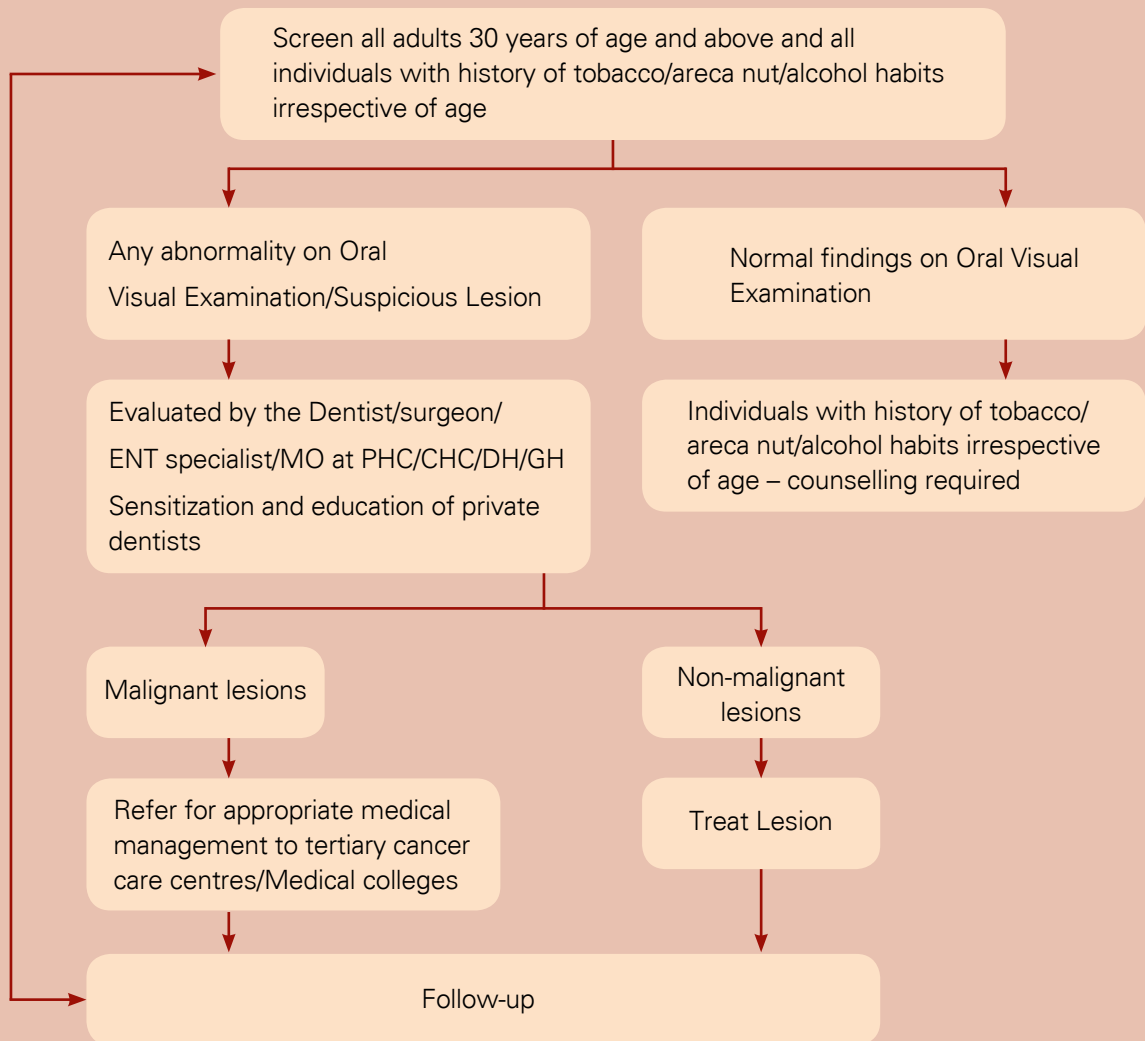 Screen all adults 30 years of age and above and all
individuals with history of tobacco/areca nut/alcohol habits
irrespective of age
Any abnormality on Oral
Visual Examination/Suspicious Lesion
Normal findings on Oral Visual
Examination
Evaluated by the Dentist/surgeon/
ENT specialist/MO at PHC/CHC/DH/GH
Sensitization and education of private
dentists
Individuals with history of tobacco/
areca nut/alcohol habits irrespective
of age – counselling required
Malignant lesions
Non-malignant
lesions
Refer for appropriate medical
management to tertiary cancer
care centres/Medical colleges
Treat Lesion
Follow-up